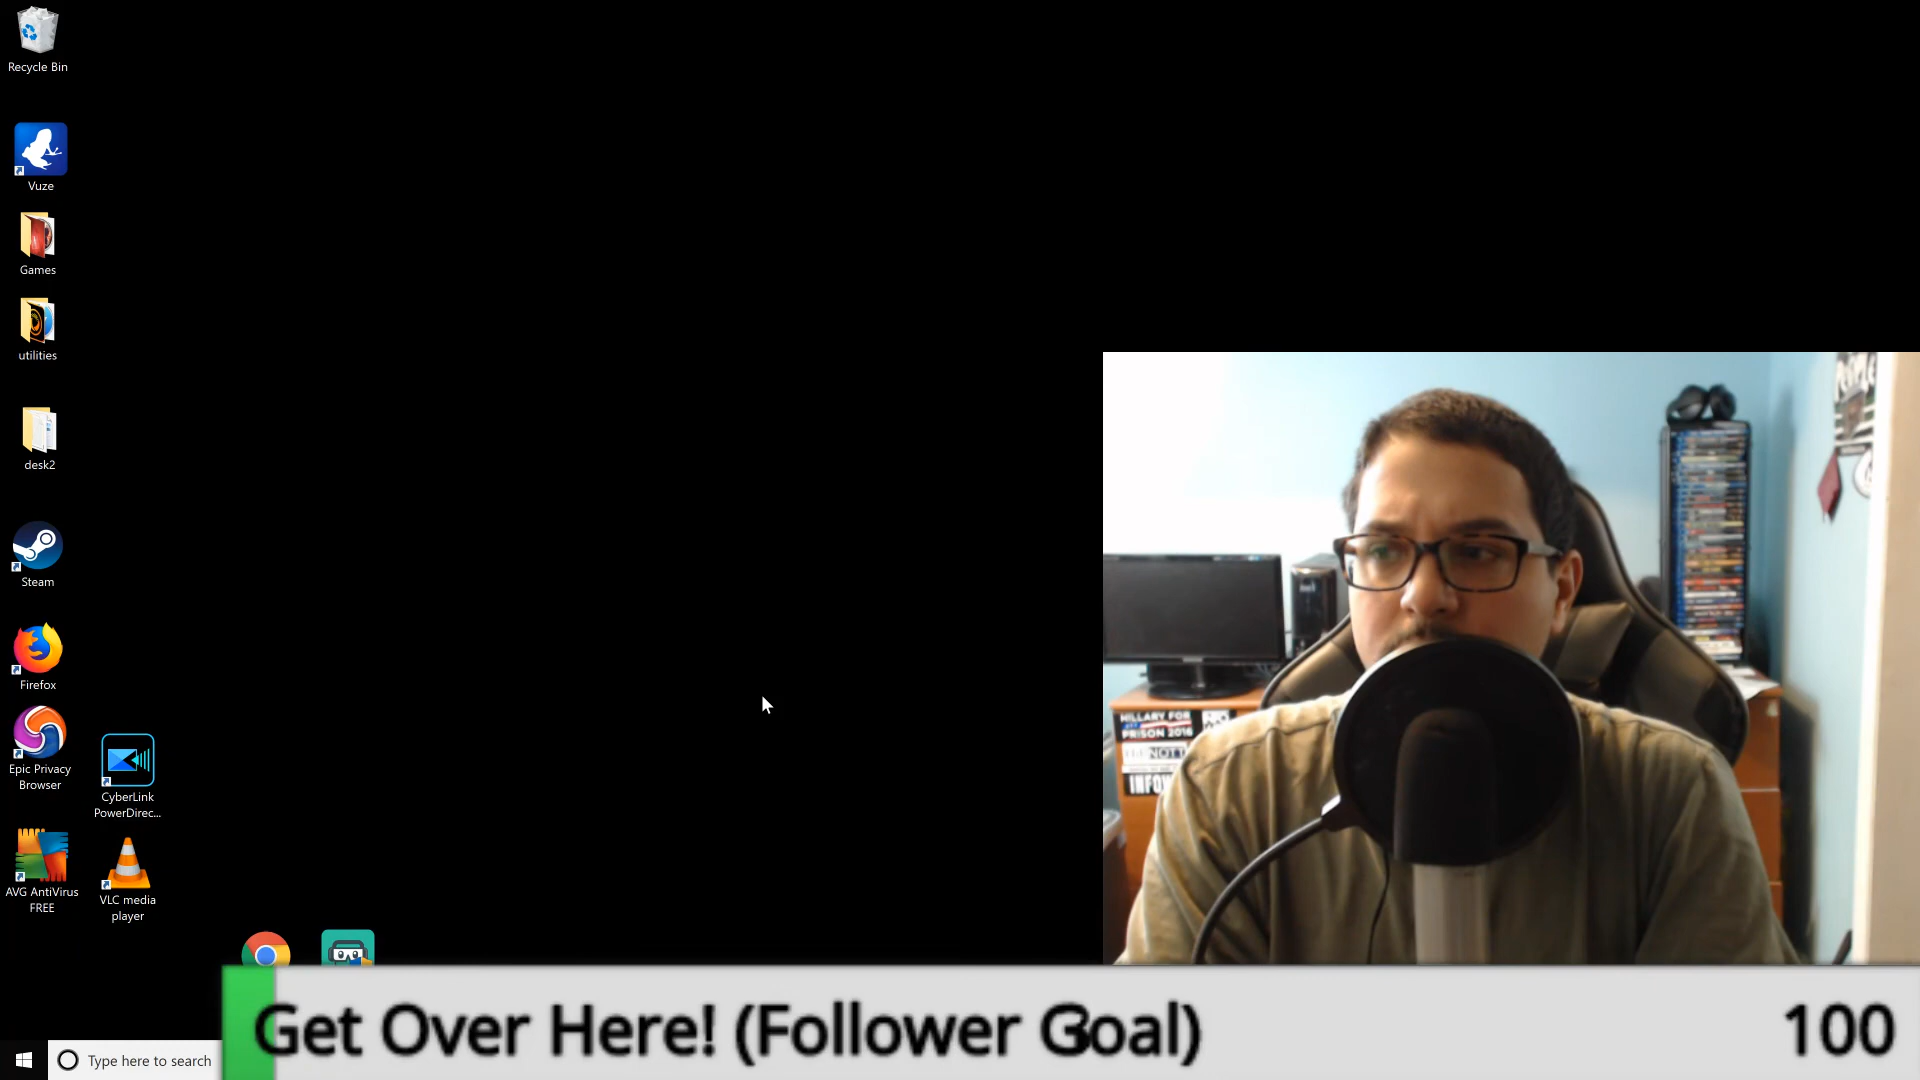 Recycle Bin
Vuze
Games
utilities
desk2
Steam
Firefox
Epic Privacy
Browser
CyberLink
PowerDirec...
AVG AntiVirus
FREE
VLC media
player
HILLARY FOR
PRISON 2016
Type here to search
Get Over Here! (Follower Goal)
3
100